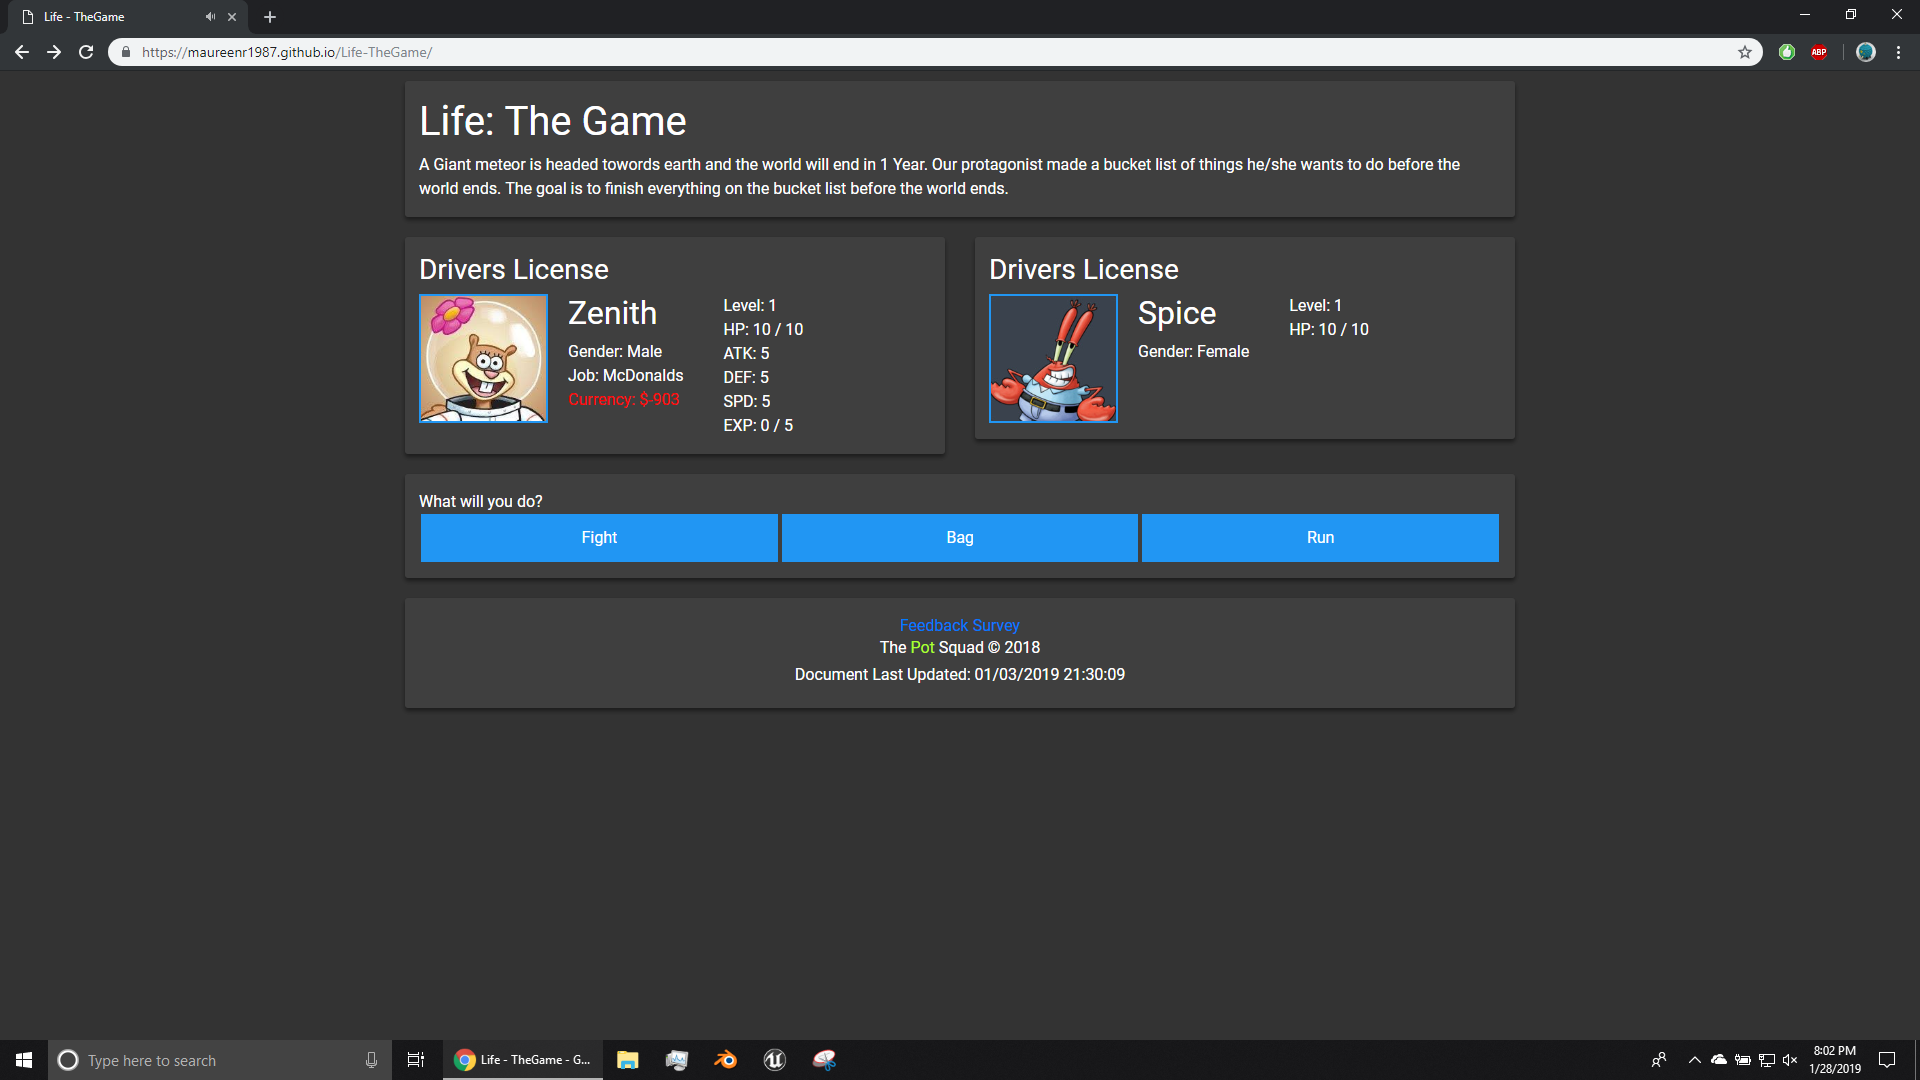 Life - TheGame
https://maureenr1987.github.io/Life-TheGame/
ABP
Life: The Game
A Giant meteor is headed towords earth and the world will end in 1 Year. Our protagonist made a bucket list of things he/she wants to do before the
world ends. The goal is to finish everything on the bucket list before the world ends.
Drivers License
Zenith
Gender: Male
Job: McDonalds
Currency: $-903
Level: 1
HP: 10 / 10
ATK: 5
DEF: 5
SPD: 5
EXP: 0 / 5
Drivers License
Spice
Gender: Female
Level: 1
HP: 10 / 10
What will you do?
Fight
Bag
Run
Feedback Survey
The Pot Squad © 2018
Document Last Updated: 01/03/2019 21:30:09
Type here to search
Life - TheGame - G...
8:02 PM
1/28/2019